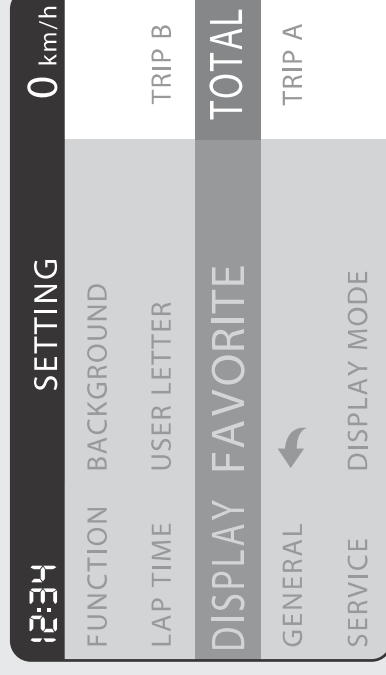 12:34 SETTING 0 km/h
FUNCTION BACKGROUND
LAP TIME USER LETTER TRIP B
DISPLAY FAVORITE TOTAL
GENERAL TRIP A
SERVICE DISPLAY MODE